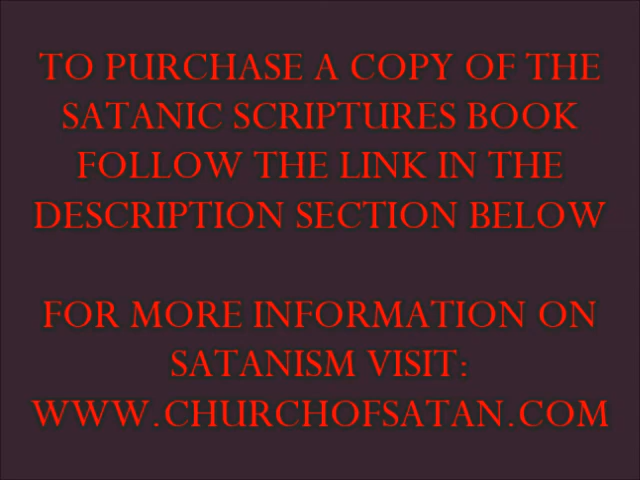 TO PURCHASE A COPY OF THE
SATANIC SCRIPTURES BOOK
FOLLOW THE LINK IN THE
DESCRIPTION SECTION BELOW
FOR MORE INFORMATION ON
SATANISM VISIT:
WWW.CHURCHOFSATAN.COM